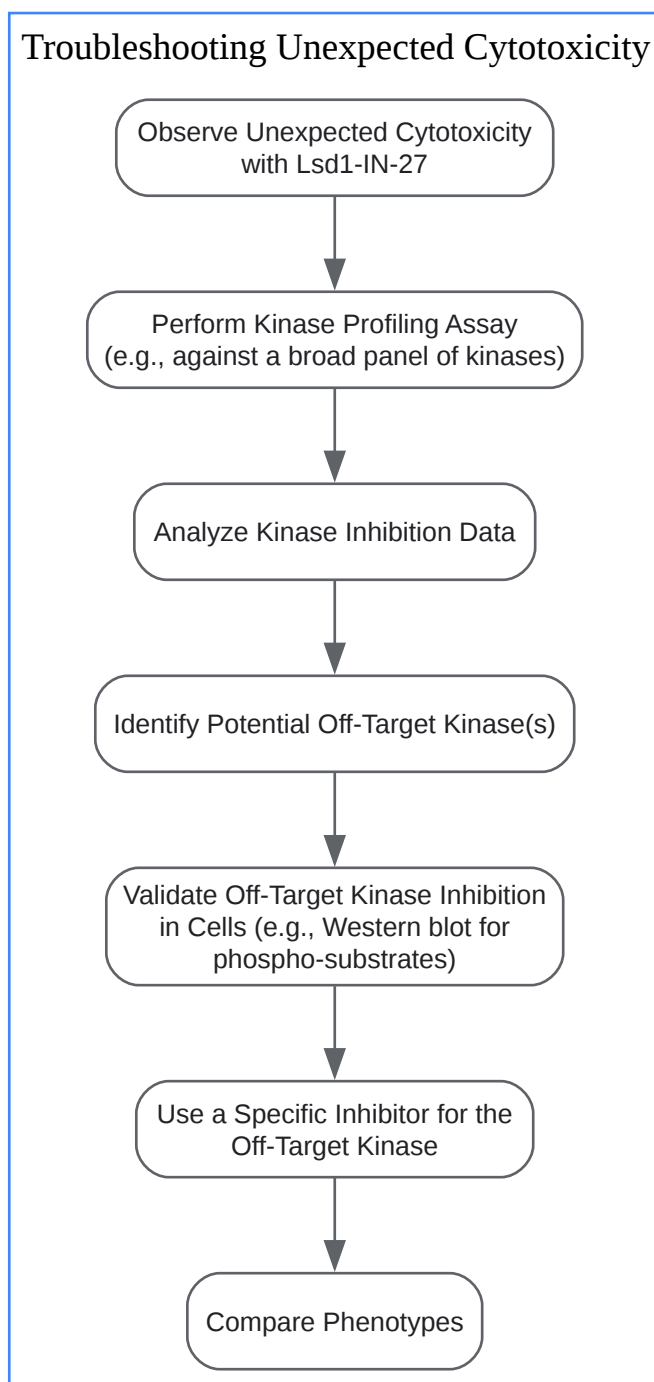 Troubleshooting Unexpected Cytotoxicity
Observe Unexpected Cytotoxicity
with Lsd1-IN-27
Perform Kinase Profiling Assay
(e.g., against a broad panel of kinases)
Analyze Kinase Inhibition Data
Identify Potential Off-Target Kinase(s)
Validate Off-Target Kinase Inhibition
in Cells (e.g., Western blot for
phospho-substrates)
Use a Specific Inhibitor for the
Off-Target Kinase
Compare Phenotypes